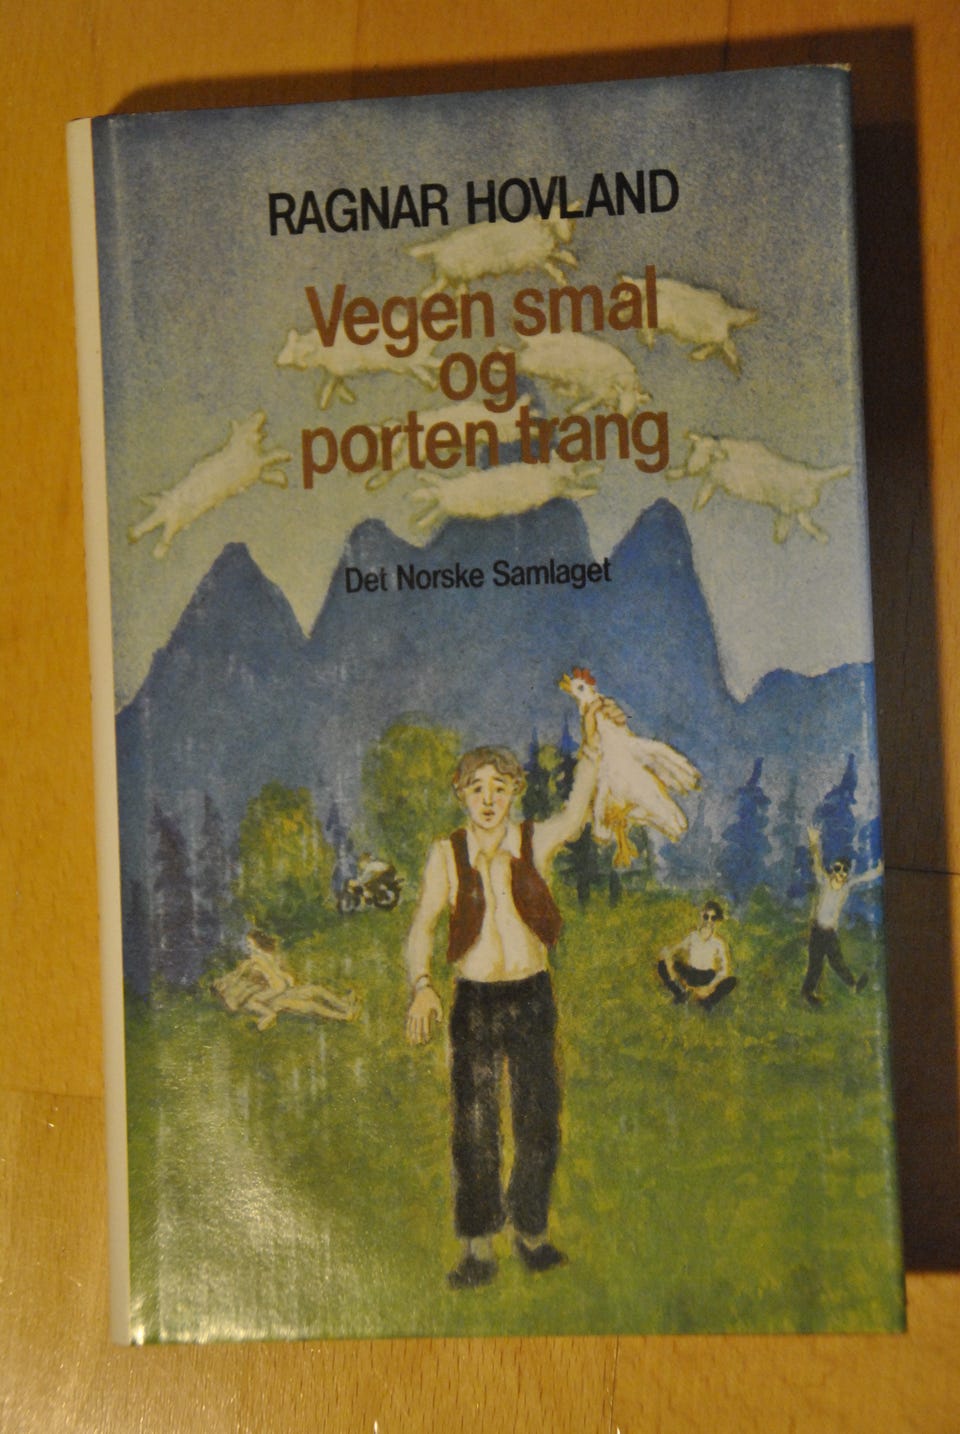 RAGNAR HOVLAND
Vegen smal
og
porten trang
Det Norske Samlaget